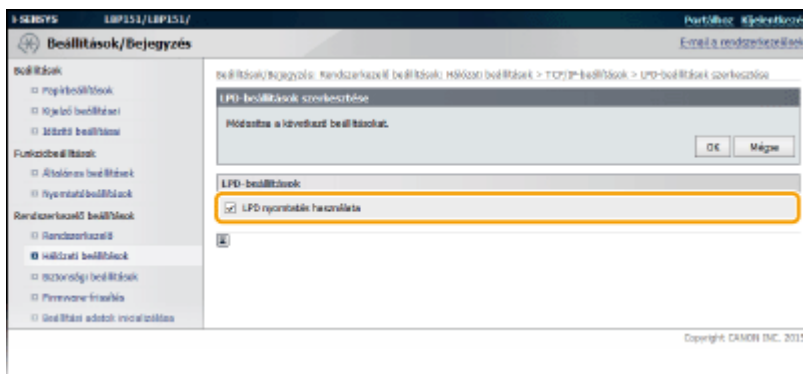 i-SENSYS LBP151/LBP151/ Portálhoz Kijelentkezé
Beállítások/Bejegyzés E-mail a rendszerkezelőnek
Beállítások
Papírbeállítások
Kijelző beállításai
Időzítő beállításai
Funkcióbeállítások
Általános beállítások
Nyomtatóbeállítások
Rendszerkezelő beállítások
Rendszerkezelő
Hálózati beállítások
Biztonsági beállítások
Firmware-frissítés
Beállítási adatok inicializálása
Beállítások/Bejegyzés: Rendszerkezelő beállítások: Hálózati beállítások > TCP/IP-beállítások > LPD-beállítások szerkesztése
LPD-beállítások szerkesztése
Módosítsa a következő beállításokat.
OK Mégse
LPD-beállítások
LPD nyomtatás használata
Copyright CANON INC. 2015